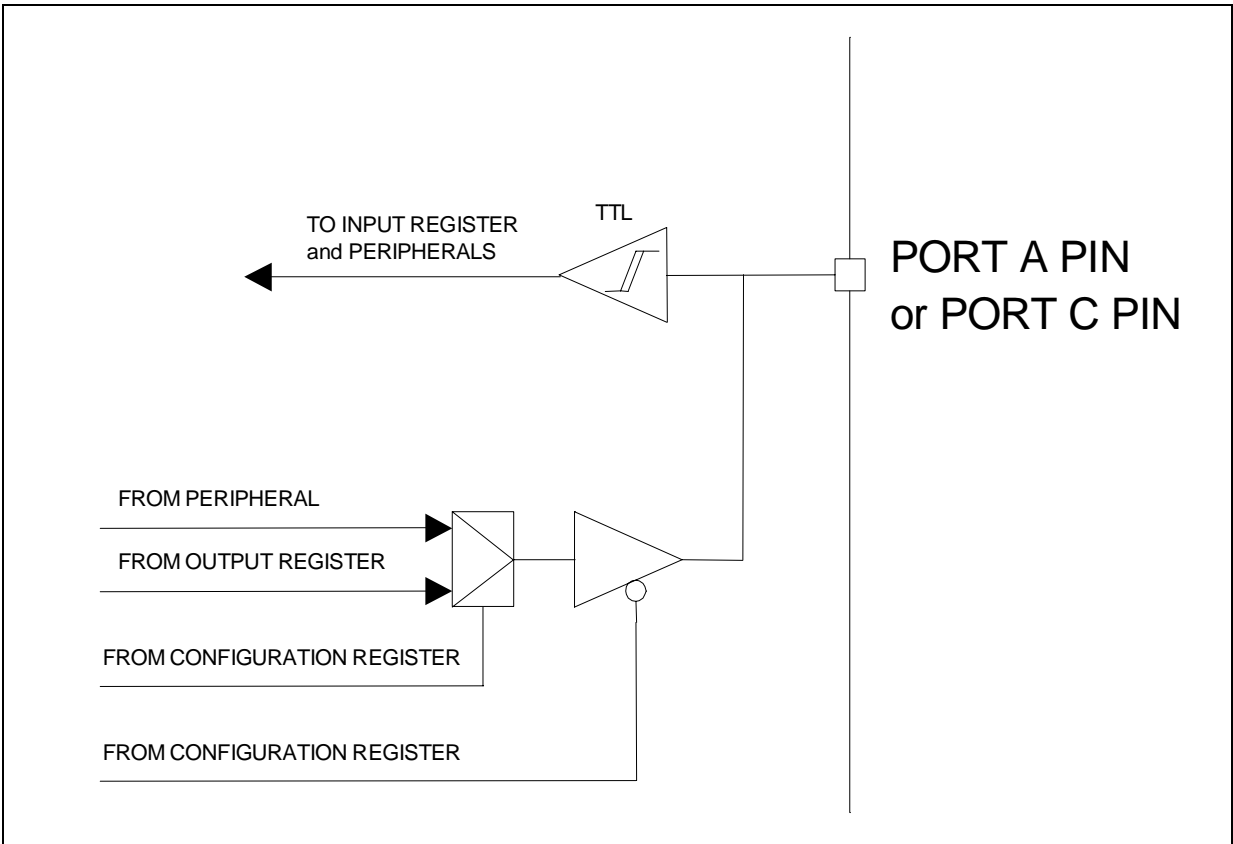 TTL
TO INPUT REGISTER
and PERIPHERALS
PORT A PIN
or PORT C PIN
FROM PERIPHERAL
FROM OUTPUT REGISTER
FROM CONFIGURATION REGISTER
FROM CONFIGURATION REGISTER